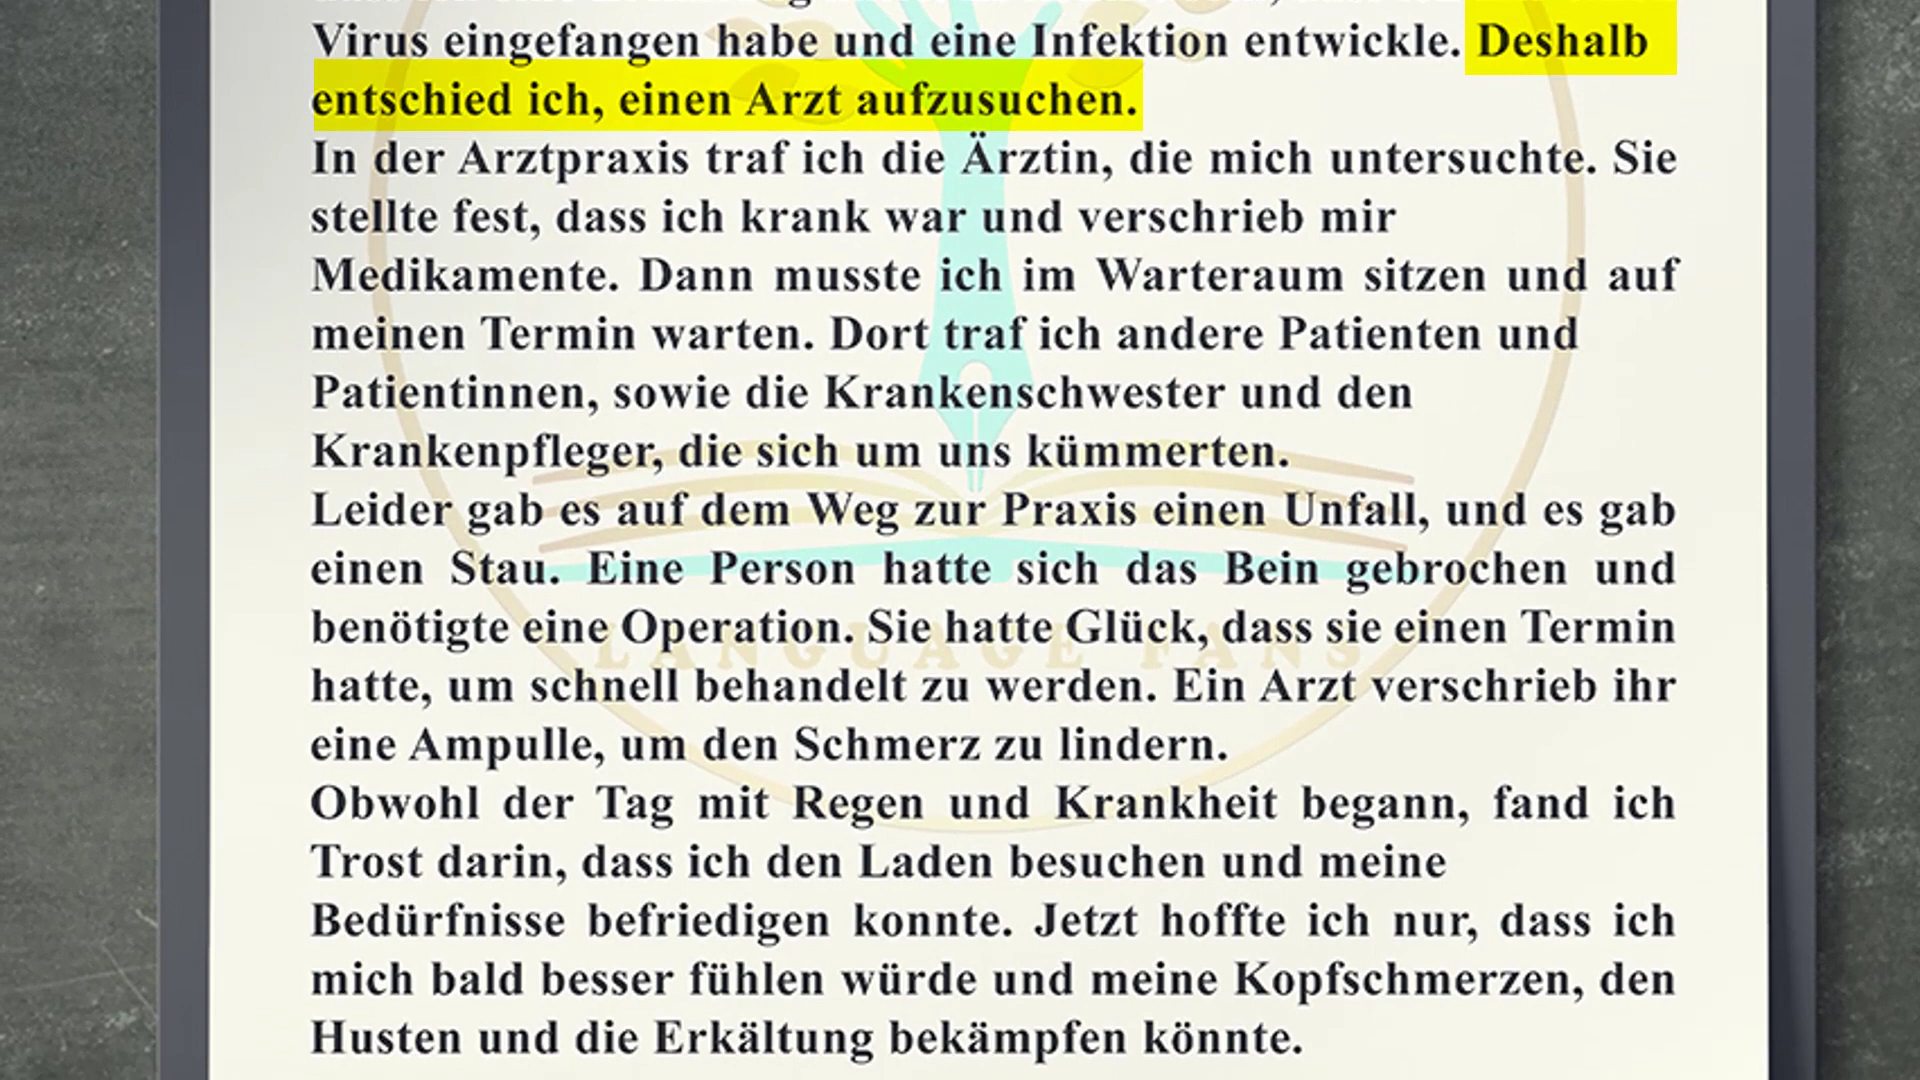 Virus eingefangen habe und eine Infektion entwickle. Deshalb
entschied ich, einen Arzt aufzusuchen.
In der Arztpraxis traf ich die Ärztin, die mich untersuchte. Sie
stellte fest, dass ich krank war und verschrieb mir
Medikamente. Dann musste ich im Warteraum sitzen und auf
meinen Termin warten. Dort traf ich andere Patienten und
Patientinnen, sowie die Krankenschwester und den
Krankenpfleger, die sich um uns kümmerten.
Leider gab es auf dem Weg zur Praxis einen Unfall, und es gab
einen Stau. Eine Person hatte sich das Bein gebrochen und
benötigte eine Operation. Sie hatte Glück, dass sie einen Termin
LANGUAGE FANS
hatte, um schnell behandelt zu werden. Ein Arzt verschrieb ihr
eine Ampulle, um den Schmerz zu lindern.
Obwohl der Tag mit Regen und Krankheit begann, fand ich
Trost darin, dass ich den Laden besuchen und meine
Bedürfnisse befriedigen konnte. Jetzt hoffte ich nur, dass ich
mich bald besser fühlen würde und meine Kopfschmerzen, den
Husten und die Erkältung bekämpfen könnte.